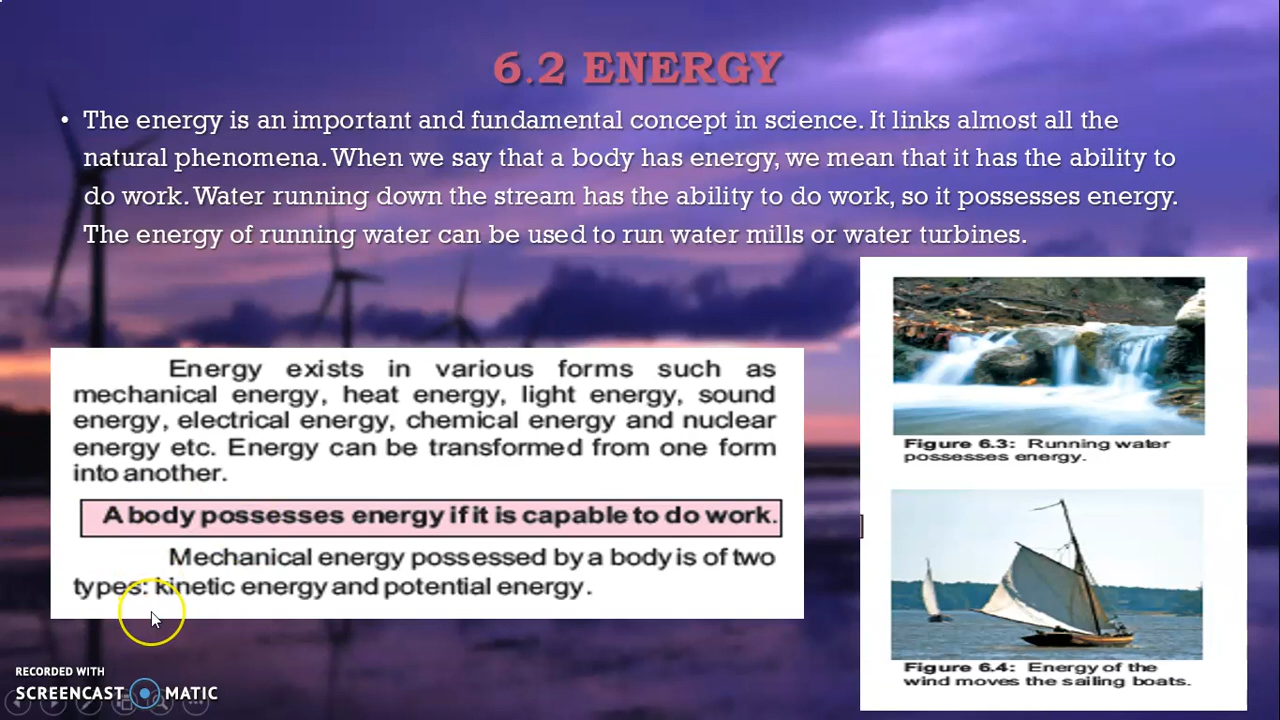 6.2 ENERGY
• The energy is an important and fundamental concept in science. It links almost all the
natural phenomena. When we say that a body has energy, we mean that it has the ability to
do work. Water running down the stream has the ability to do work, so it possesses energy.
The energy of running water can be used to run water mills or water turbines.
Energy exists in various forms such as
mechanical energy, heat energy, light energy, sound
energy, electrical energy, chemical energy and nuclear
energy etc. Energy can be transformed from one form
into another.
A body possesses energy if it is capable to do work.
Mechanical energy possessed by a body is of two
types: kinetic energy and potential energy.
Figure 6.3: Running water
possesses energy.
Figure 6.4: Energy of the
wind moves the sailing boats.
RECORDED WITH
SCREENCAST MATIC